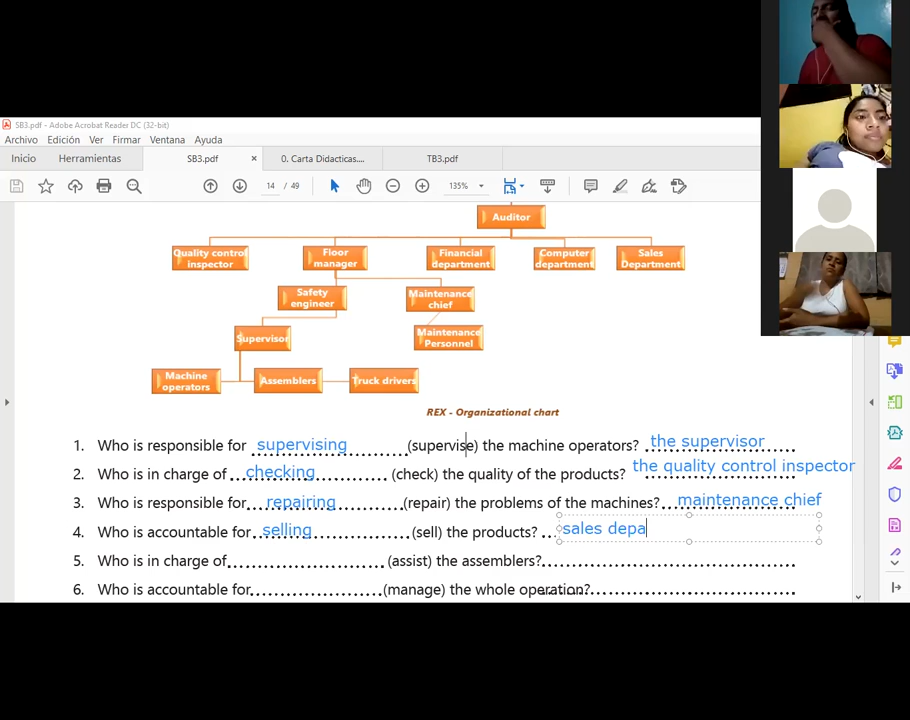 SB3.pdf - Adobe Acrobat Reader DC (32-bit)
Archivo Edición Ver Firmar Ventana Ayuda
Inicio Herramientas SB3.pdf × 0. Carta Didacticas.... TB3.pdf
14 / 49 135%
Auditor
Quality control inspector
Floor manager
Financial department
Computer department
Sales Department
Safety engineer
Maintenance chief
Supervisor
Maintenance Personnel
Machine operators
Assemblers
Truck drivers
REX - Organizational chart
1. Who is responsible for supervising (supervise) the machine operators? the supervisor
2. Who is in charge of checking (check) the quality of the products? the quality control inspector
3. Who is responsible for repairing (repair) the problems of the machines? maintenance chief
4. Who is accountable for selling (sell) the products? sales depa
5. Who is in charge of (assist) the assemblers?
6. Who is accountable for (manage) the whole operation?